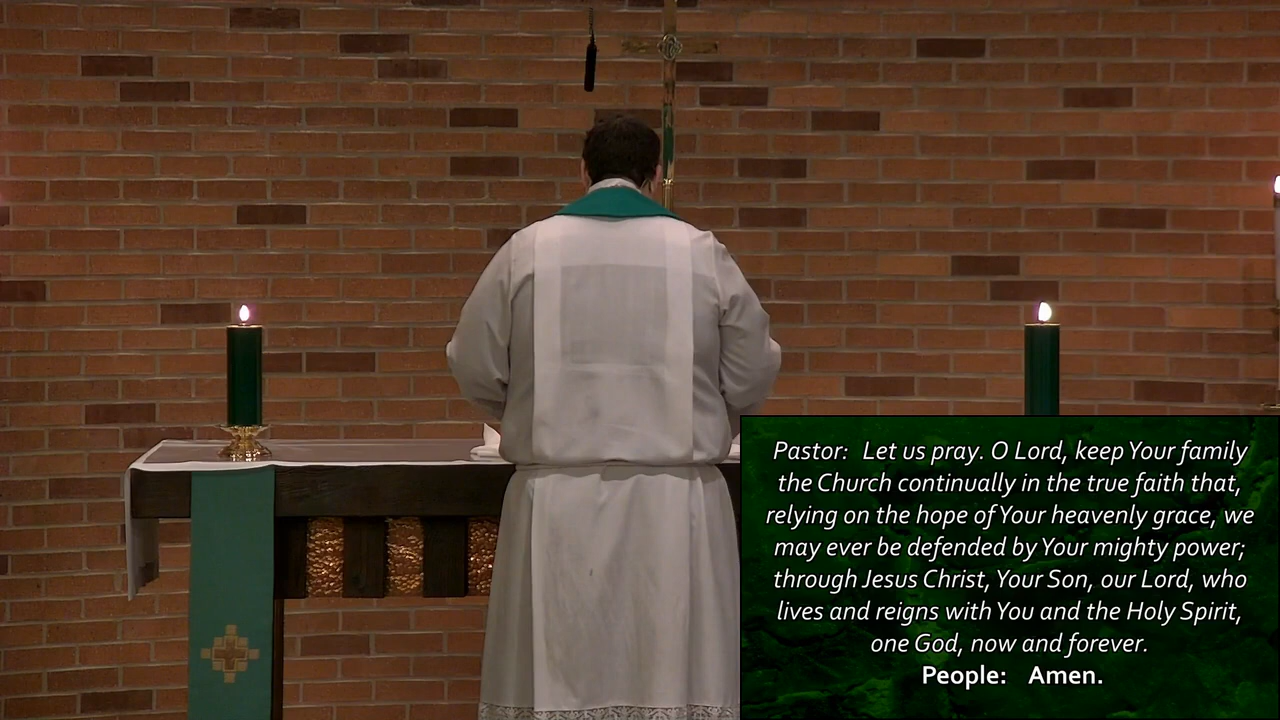 Pastor: Let us pray. O Lord, keep Your family
the Church continually in the true faith that,
relying on the hope of Your heavenly grace, we
may ever be defended by Your mighty power;
through Jesus Christ, Your Son, our Lord, who
lives and reigns with You and the Holy Spirit,
one God, now and forever.
People: Amen.